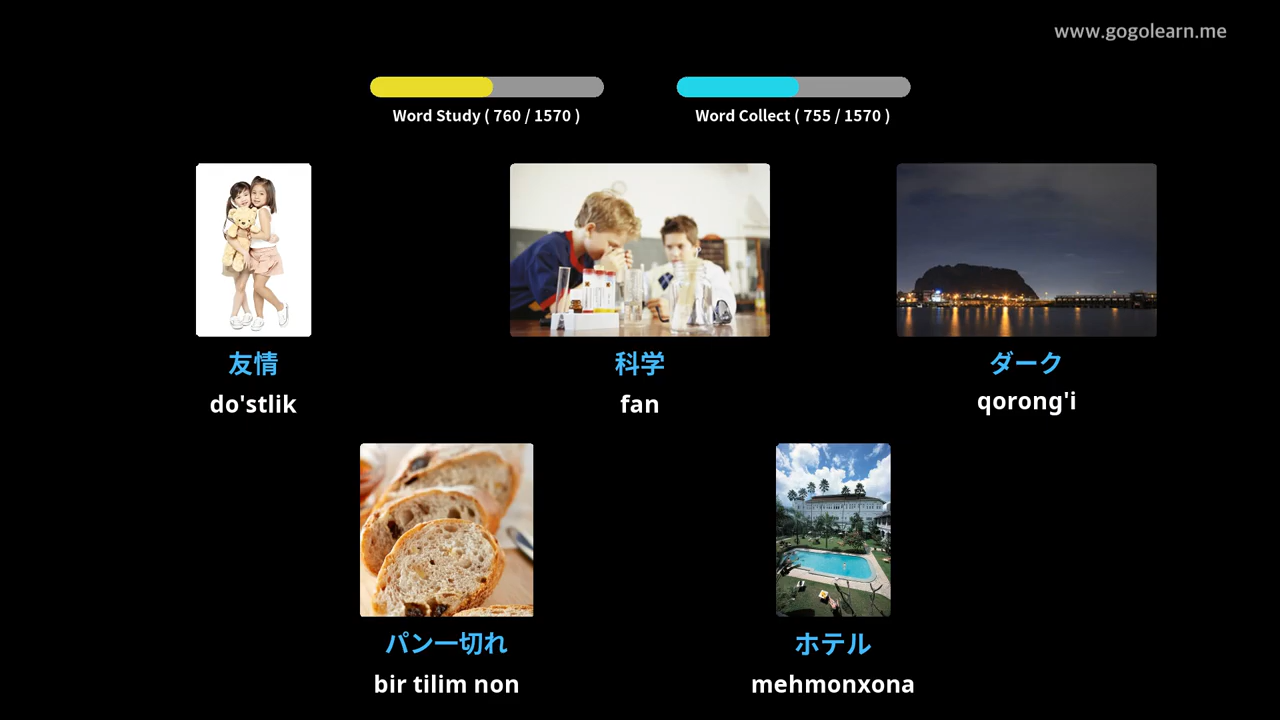 www.gogolearn.me
Word Study ( 760 / 1570 )
Word Collect ( 755 / 1570 )
友情
do'stlik
科学
fan
ダーク
qorong'i
パン一切れ
bir tilim non
ホテル
mehmonxona